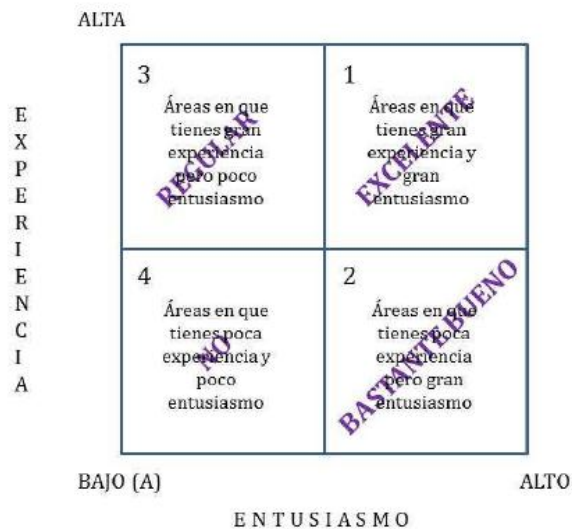 ALTA
E
X
P
E
R
I
E
N
C
I
A
3
Áreas en que
tienes gran
experiencia
pero poco
entusiasmo
REGULAR
1
Áreas en que
tienes gran
experiencia y
gran
entusiasmo
EXCELENTE
4
Áreas en que
tienes poca
experiencia y
poco
entusiasmo
NO
2
Áreas en que
tienes poca
experiencia
pero gran
entusiasmo
BASTANTE BUENO
BAJO (A)
ALTO
ENTUSIASMO